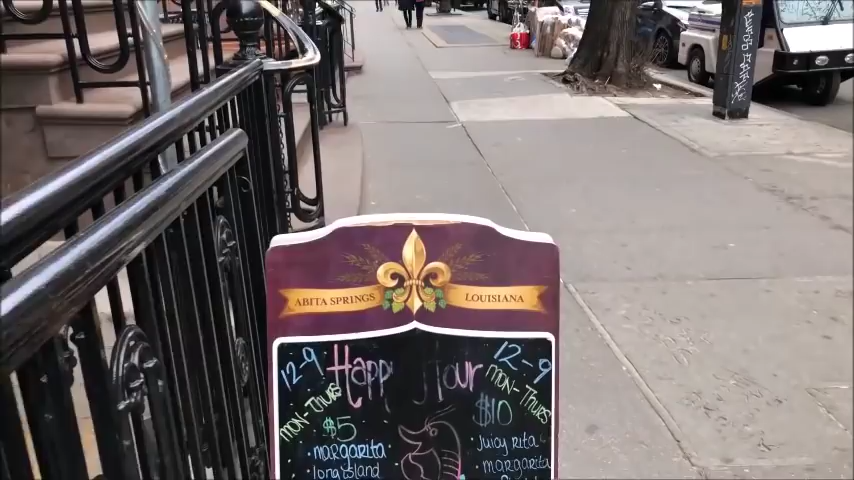 ABITA SPRINGS LOUISIANA
12-9 Happy Hour 12-9
MON-THURS MON-THURS
$5 $10
• margarita • Juicy Rita
• long island • margarita